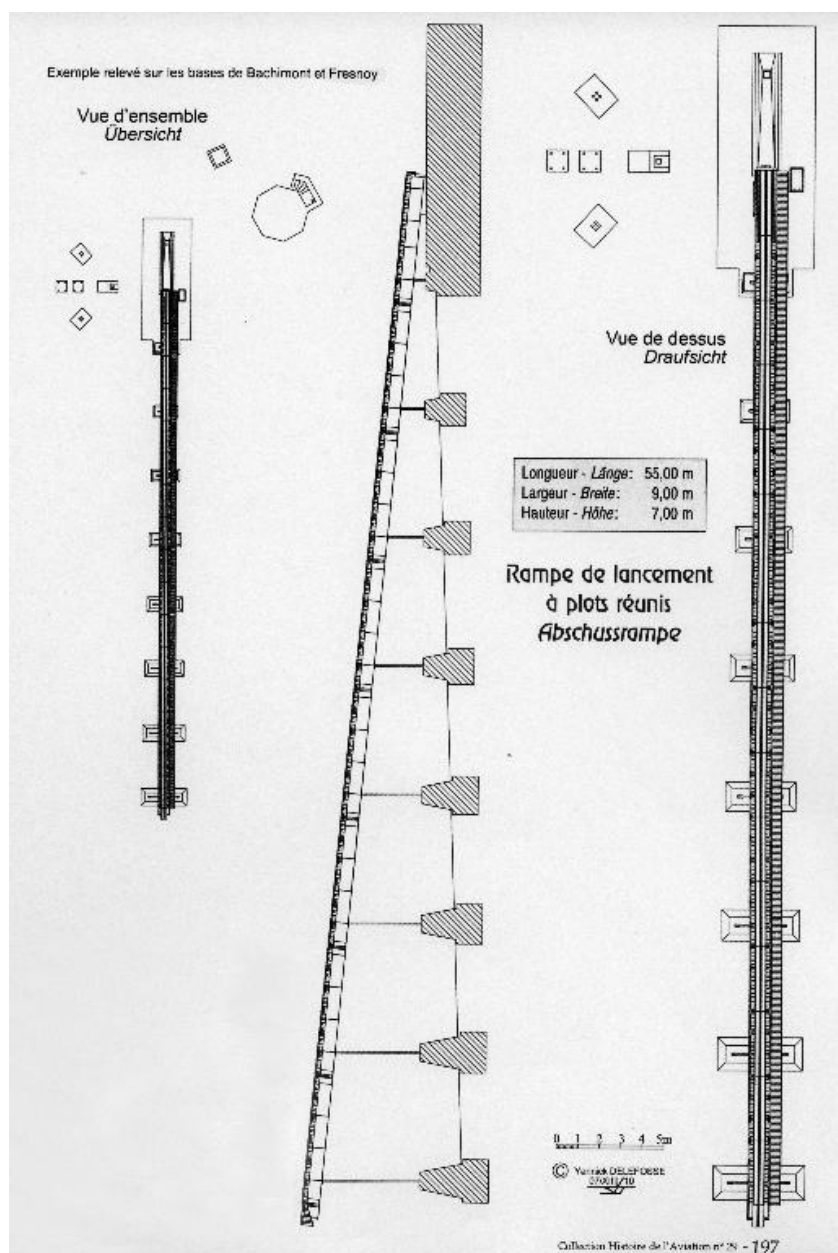 Exemple relevé sur les bases de Bachimont et Fresnoy
Vue d'ensemble
Übersicht
Vue de dessus
Draufsicht
Longueur - Länge: 55,00 m
Largeur - Breite: 9,00 m
Hauteur - Höhe: 7,00 m
Rampe de lancement
à plots réunis
Abschussrampe
0 1 2 3 4 5m
© Yannick DELEFOSSE
Collection Histoire de l'Aviation n° 29 - 197